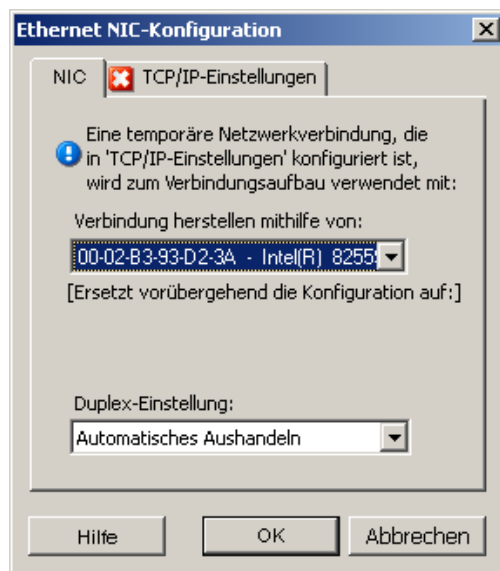 Ethernet NIC-Konfiguration
NIC
TCP/IP-Einstellungen
Eine temporäre Netzwerkverbindung, die
in 'TCP/IP-Einstellungen' konfiguriert ist,
wird zum Verbindungsaufbau verwendet mit:
Verbindung herstellen mithilfe von:
00-02-B3-93-D2-3A - Intel(R) 8255
[Ersetzt vorübergehend die Konfiguration auf:]
Duplex-Einstellung:
Automatisches Aushandeln
Hilfe
OK
Abbrechen